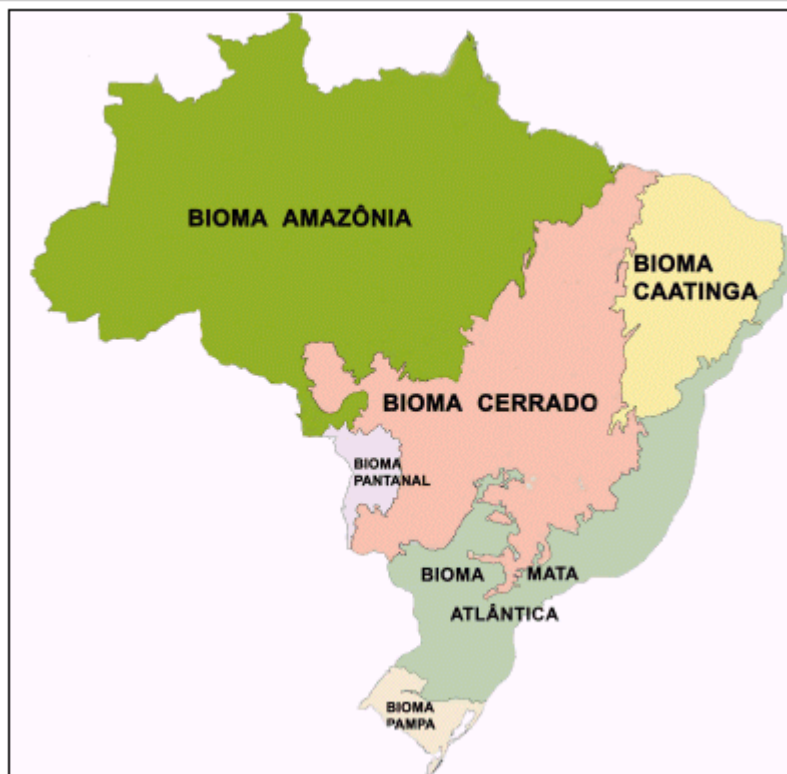 BIOMA AMAZÔNIA
BIOMA
CAATINGA
BIOMA CERRADO
BIOMA
PANTANAL
BIOMA MATA
ATLÂNTICA
BIOMA
PAMPA